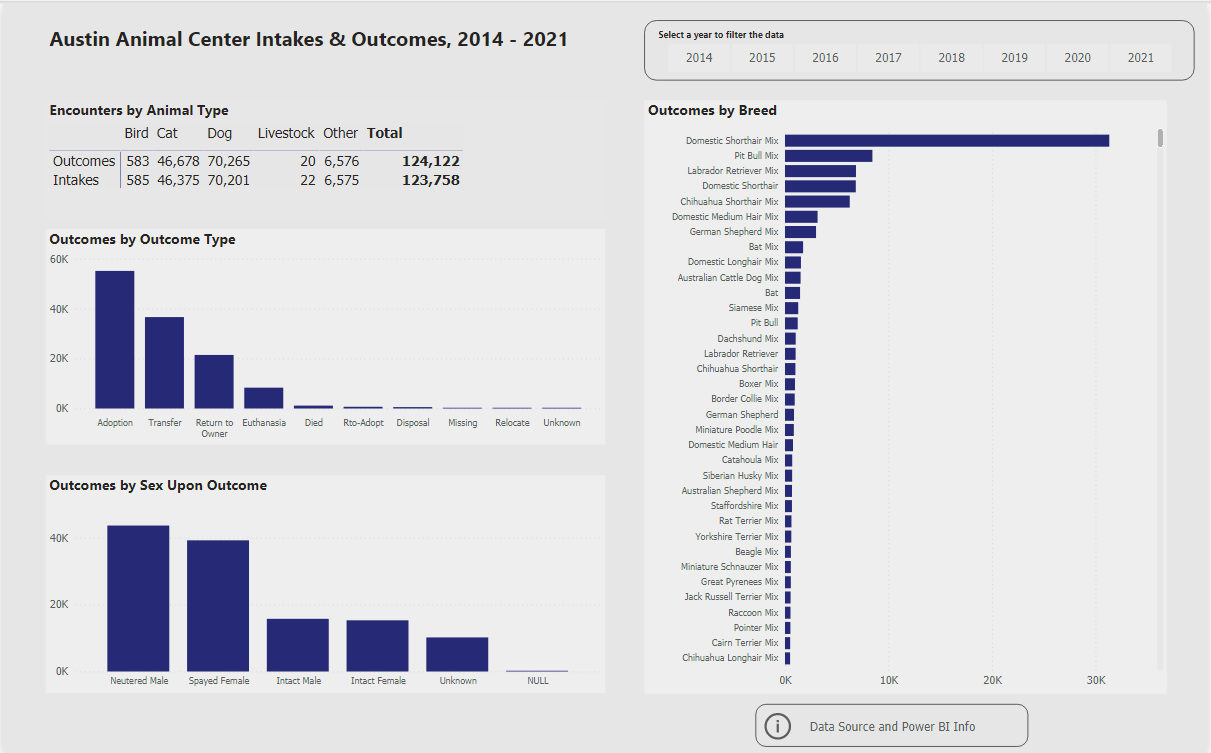 Austin Animal Center Intakes & Outcomes, 2014 - 2021
Select a year to filter the data
2014 2015 2016 2017 2018 2019 2020 2021
Encounters by Animal Type
Bird Cat Dog Livestock Other Total
Outcomes 583 46,678 70,265 20 6,576 124,122
Intakes 585 46,375 70,201 22 6,575 123,758
Outcomes by Outcome Type
60K
40K
20K
0K
Adoption Transfer Return to Owner Euthanasia Died Rto-Adopt Disposal Missing Relocate Unknown
Outcomes by Sex Upon Outcome
40K
20K
0K
Neutered Male Spayed Female Intact Male Intact Female Unknown NULL
Outcomes by Breed
Domestic Shorthair Mix
Pit Bull Mix
Labrador Retriever Mix
Domestic Shorthair
Chihuahua Shorthair Mix
Domestic Medium Hair Mix
German Shepherd Mix
Bat Mix
Domestic Longhair Mix
Australian Cattle Dog Mix
Bat
Siamese Mix
Pit Bull
Dachshund Mix
Labrador Retriever
Chihuahua Shorthair
Boxer Mix
Border Collie Mix
German Shepherd
Miniature Poodle Mix
Domestic Medium Hair
Catahoula Mix
Siberian Husky Mix
Australian Shepherd Mix
Staffordshire Mix
Rat Terrier Mix
Yorkshire Terrier Mix
Beagle Mix
Miniature Schnauzer Mix
Great Pyrenees Mix
Jack Russell Terrier Mix
Raccoon Mix
Pointer Mix
Cairn Terrier Mix
Chihuahua Longhair Mix
0K 10K 20K 30K
Data Source and Power BI Info